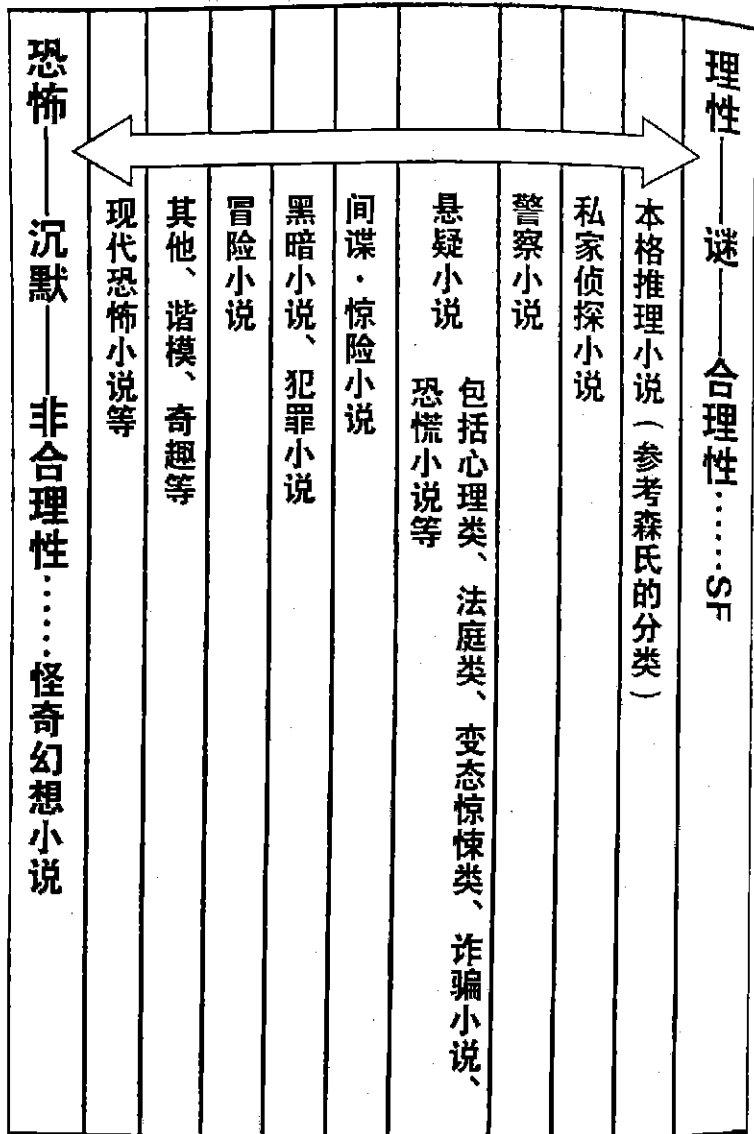 理性——谜——合理性……SF
本格推理小说（参考森氏的分类）
私家侦探小说
警察小说
悬疑小说
包括心理类、法庭类、变态惊悚类、诈骗小说、
恐慌小说等
间谍·惊险小说
黑暗小说、犯罪小说
冒险小说
其他、谐模、奇趣等
现代恐怖小说等
恐怖——沉默——非合理性……怪奇幻想小说